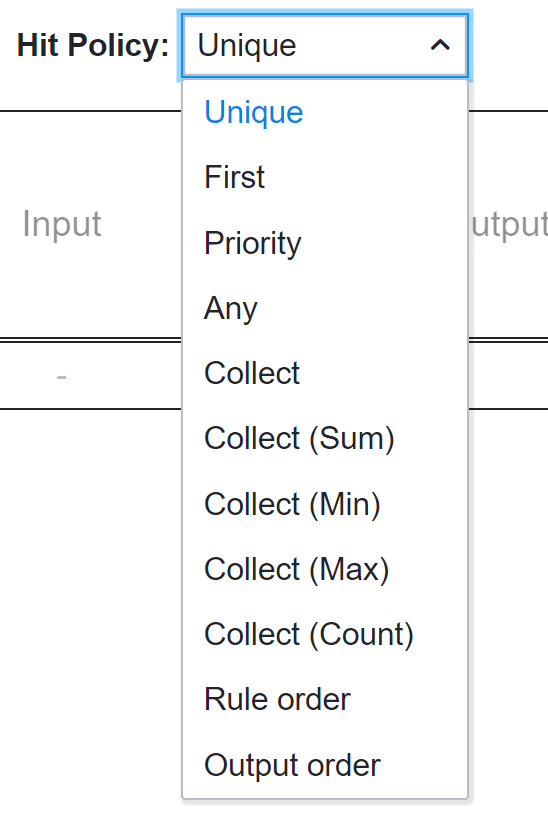 Hit Policy: Unique
Unique
First
Input
utput
Priority
Any
Collect
-
Collect (Sum)
Collect (Min)
Collect (Max)
Collect (Count)
Rule order
Output order